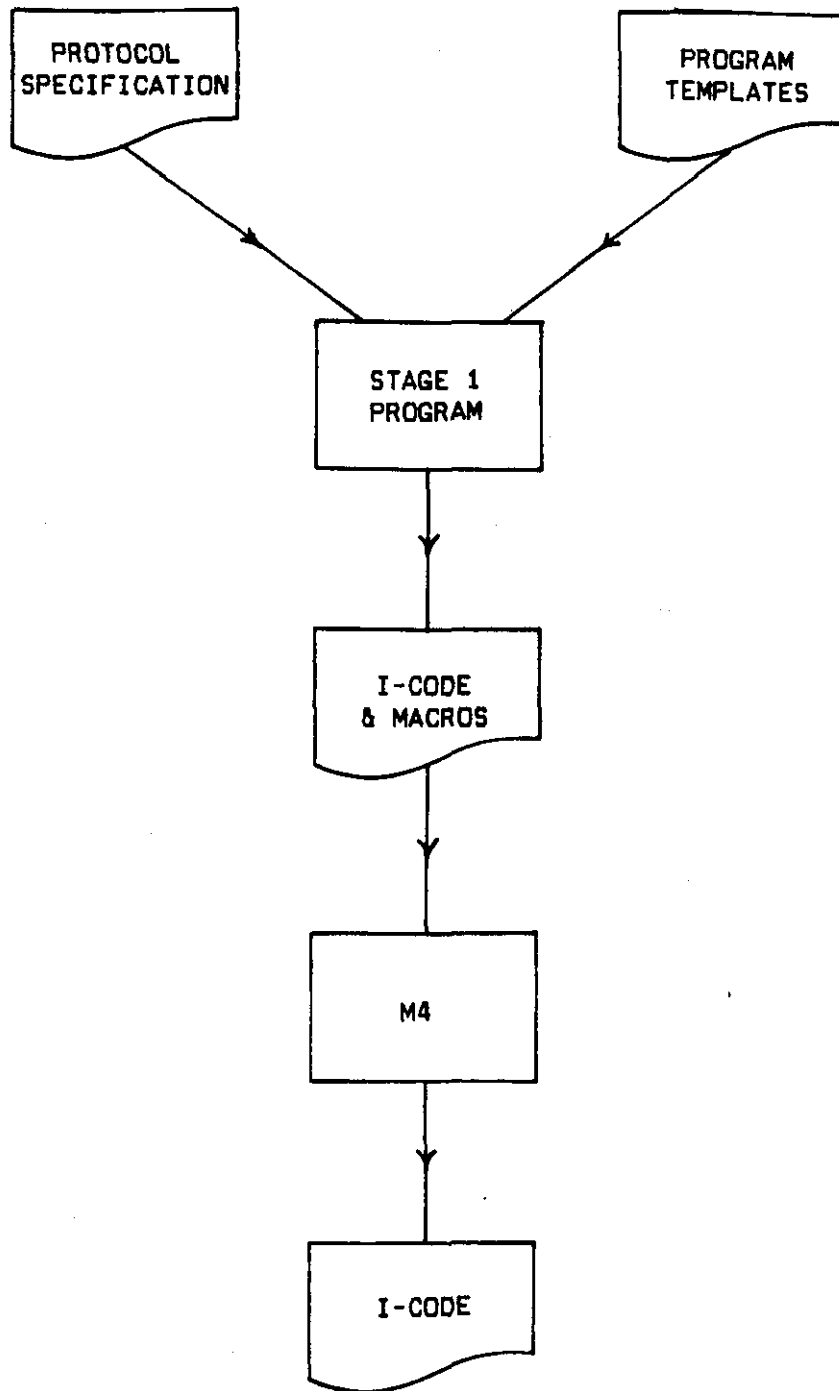 PROTOCOL
SPECIFICATION
PROGRAM
TEMPLATES
STAGE 1
PROGRAM
I-CODE
& MACROS
M4
I-CODE